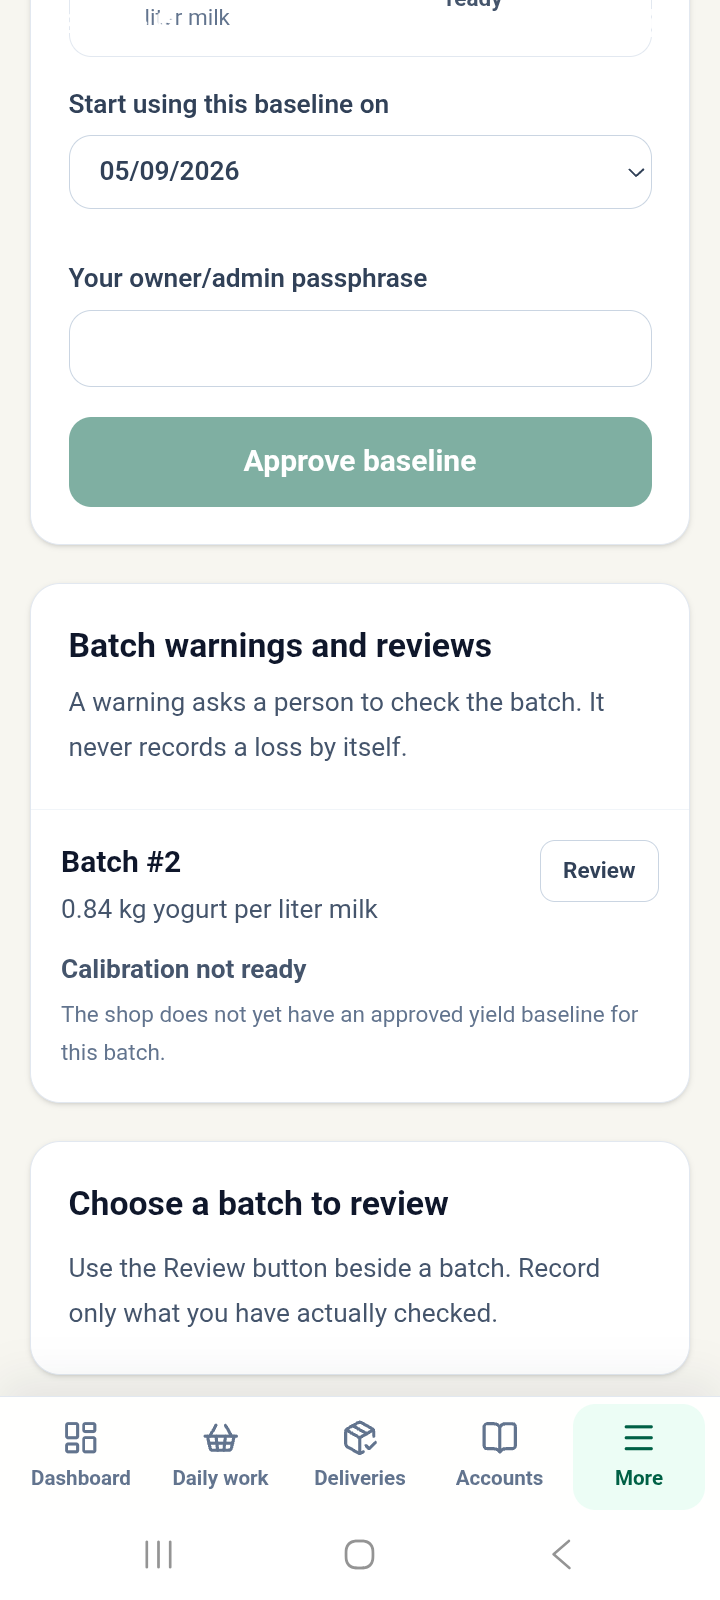 liter milk
ready
Start using this baseline on
05/09/2026
Your owner/admin passphrase
Approve baseline
Batch warnings and reviews
A warning asks a person to check the batch. It
never records a loss by itself.
Batch #2
Review
0.84 kg yogurt per liter milk
Calibration not ready
The shop does not yet have an approved yield baseline for
this batch.
Choose a batch to review
Use the Review button beside a batch. Record
only what you have actually checked.
Dashboard
Daily work
Deliveries
Accounts
More